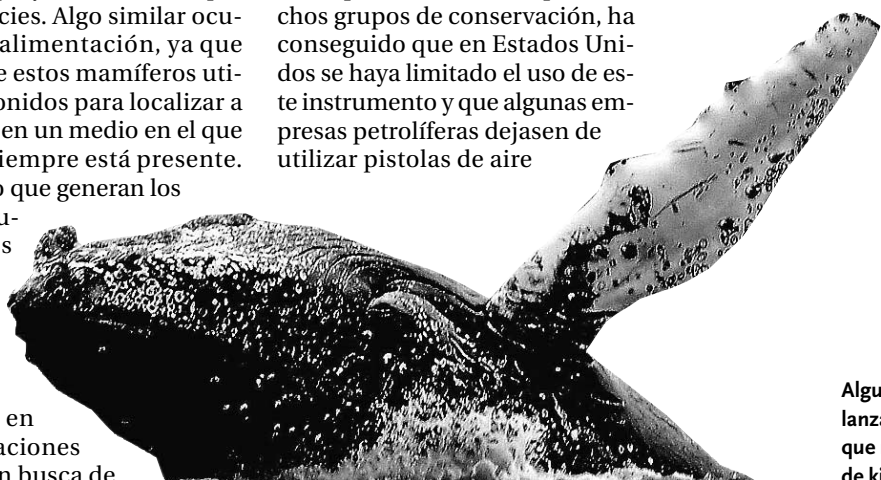 cies. Algo similar ocu-
alimentación, ya que
e estos mamíferos uti-
onidos para localizar a
en un medio en el que
iempre está presente.
o que generan los
u-
s
en
aciones
n busca de
chos grupos de conservación, ha
conseguido que en Estados Uni-
dos se haya limitado el uso de es-
te instrumento y que algunas em-
presas petrolíferas dejasen de
utilizar pistolas de aire
Algu
lanza
que
de ki